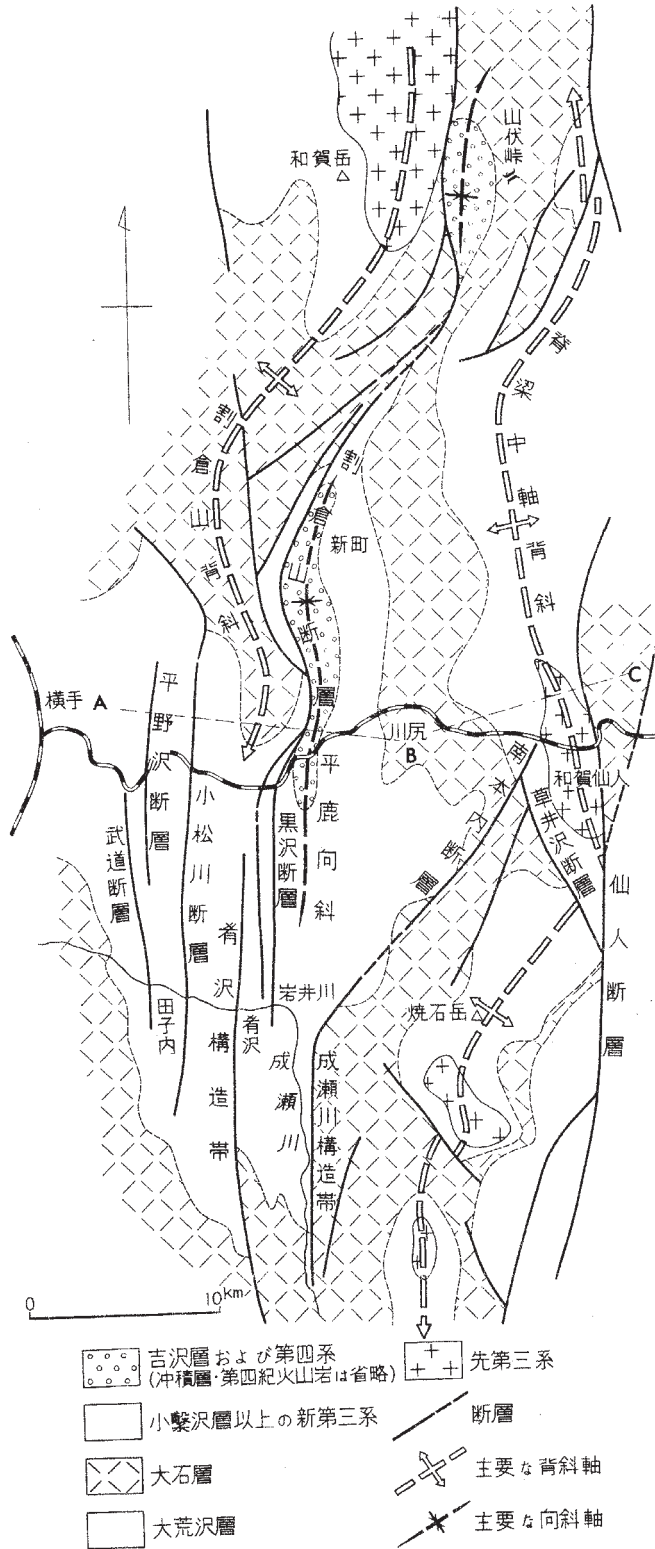 山伏峠
和賀岳
脊梁中軸背斜
割倉山背斜
割倉山断層
新町
横手
A
平野沢断層
川尻
B
C
和賀仙人
平鹿向斜
草井沢断層
小松川断層
黒沢断層
武道断層
仙人断層
岩井川
焼石岳
田子内
肴沢
肴沢構造帯
成瀬川
成瀬川構造帯
0 10km
吉沢層および第四系
(冲積層・第四紀火山岩は省略)
先第三系
小繫沢層以上の新第三系
断層
大石層
主要な背斜軸
大荒沢層
主要な向斜軸